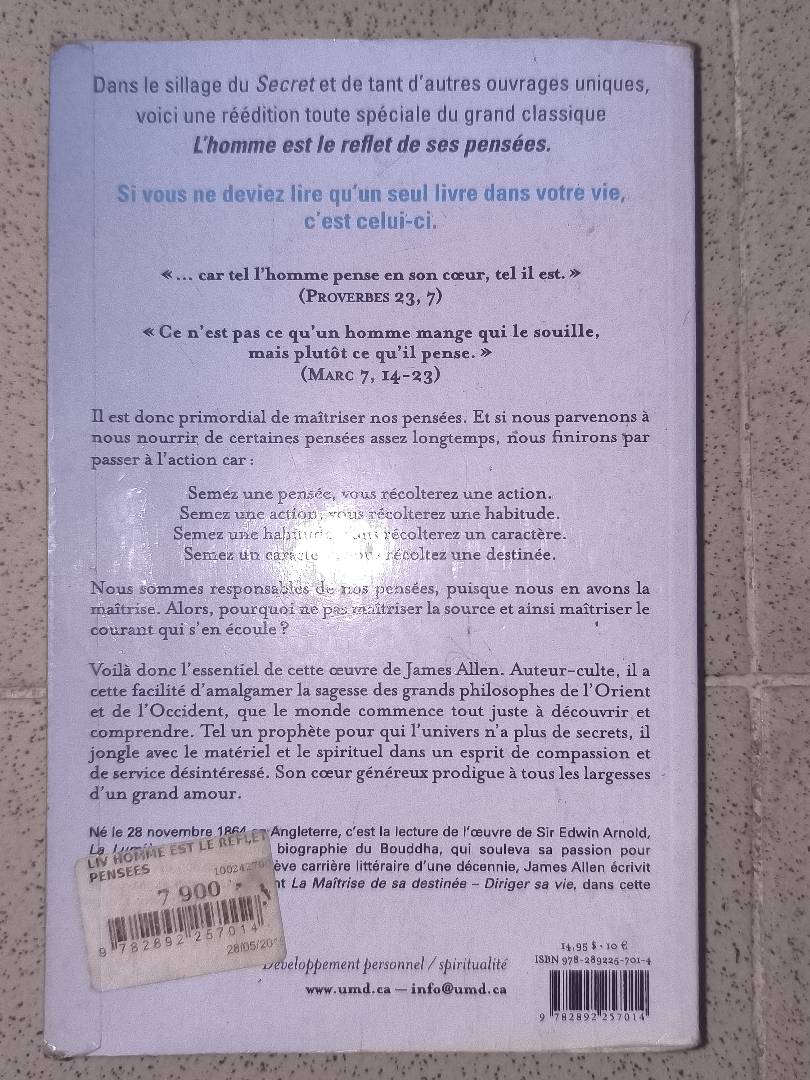 Dans le sillage du Secret et de tant d'autres ouvrages uniques,
voici une réédition toute spéciale du grand classique
L'homme est le reflet de ses pensées.
Si vous ne deviez lire qu'un seul livre dans votre vie,
c'est celui-ci.
« ... car tel l'homme pense en son cœur, tel il est. »
(PROVERBES 23, 7)
« Ce n'est pas ce qu'un homme mange qui le souille,
mais plutôt ce qu'il pense. »
(MARC 7, 14-23)
Il est donc primordial de maîtriser nos pensées. Et si nous parvenons à
nous nourrir de certaines pensées assez longtemps, nous finirons par
passer à l'action car :
Semez une pensée, vous récolterez une action.
Semez une action, vous récolterez une habitude.
Semez une habitude, vous récolterez un caractère.
Semez un récoltez une destinée.
Nous sommes responsables de nos pensées, puisque nous en avons la
maîtrise. Alors, pourquoi ne pas maîtriser la source et ainsi maîtriser le
courant qui s'en écoule ?
Voilà donc l'essentiel de cette œuvre de James Allen. Auteur-culte, il a
cette facilité d'amalgamer la sagesse des grands philosophes de l'Orient
et de l'Occident, que le monde commence tout juste à découvrir et
comprendre. Tel un prophète pour qui l'univers n'a plus de secrets, il
jongle avec le matériel et le spirituel dans un esprit de compassion et
de service désintéressé. Son cœur généreux prodigue à tous les largesses
d'un grand amour.
Né le 28 novembre 1864 Angleterre, c'est la lecture de l'œuvre de Sir Edwin Arnold,
La biographie du Bouddha, qui souleva sa passion pour
carrière littéraire d'une décennie, James Allen écrivit
La Maîtrise de sa destinée – Diriger sa vie, dans cette
LIV HOMME EST LE REFLET
PENSEES
7 900
9 782892 257014
28/05/20
Développement personnel / spiritualité
www.umd.ca — info@umd.ca
14,95 $ · 10 €
ISBN 978-289225-701-4
9 782892 257014